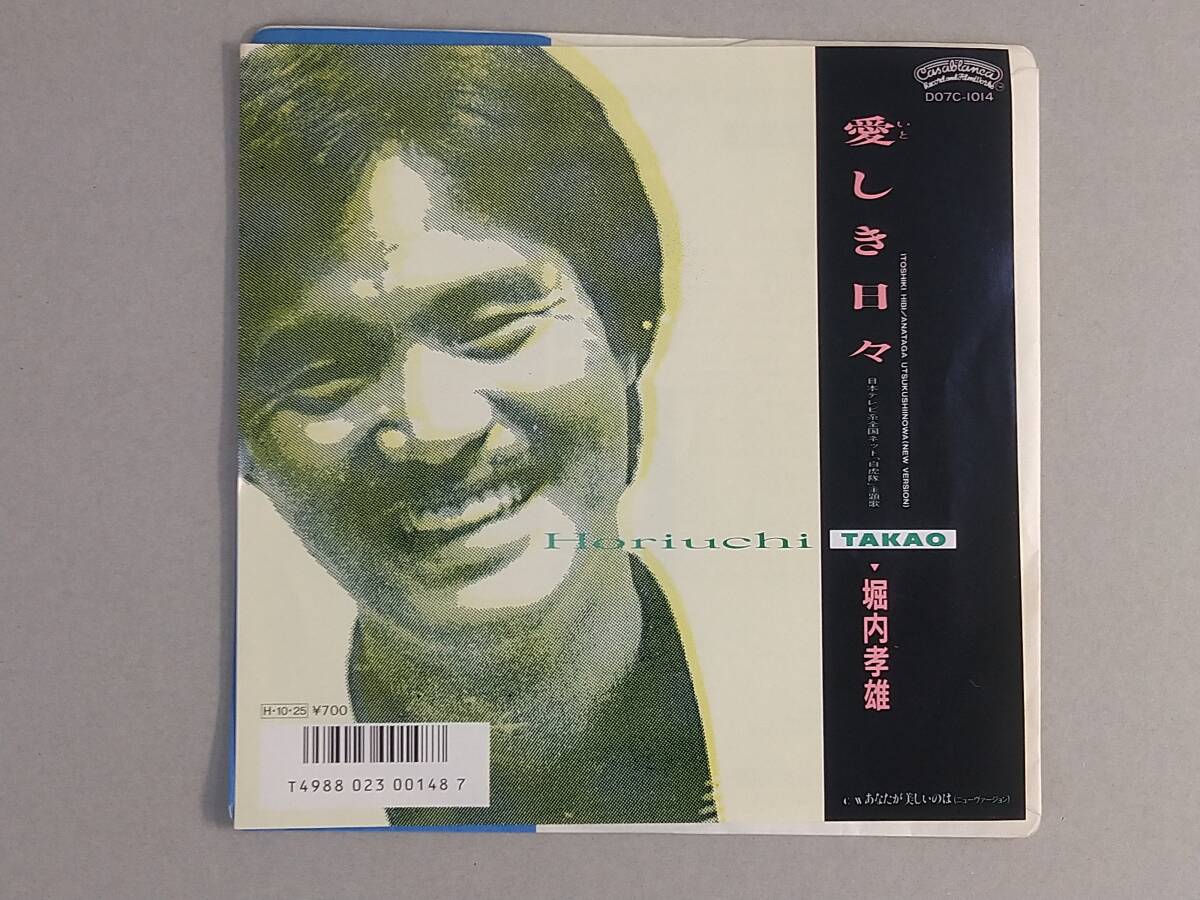 Casablanca
Record and FilmWorks
D07C-1014
愛しき日々
いと
ITOSHIKI HIBI/ANATAGA UTSUKUSHIINOWA(NEW VERSION)
日本テレビ系全国ネット「白虎隊」主題歌
Horiuchi TAKAO
▼堀内孝雄
H・10・25 ¥700
T4988 023 00148 7
C/W あなたが美しいのは(ニューヴァージョン)